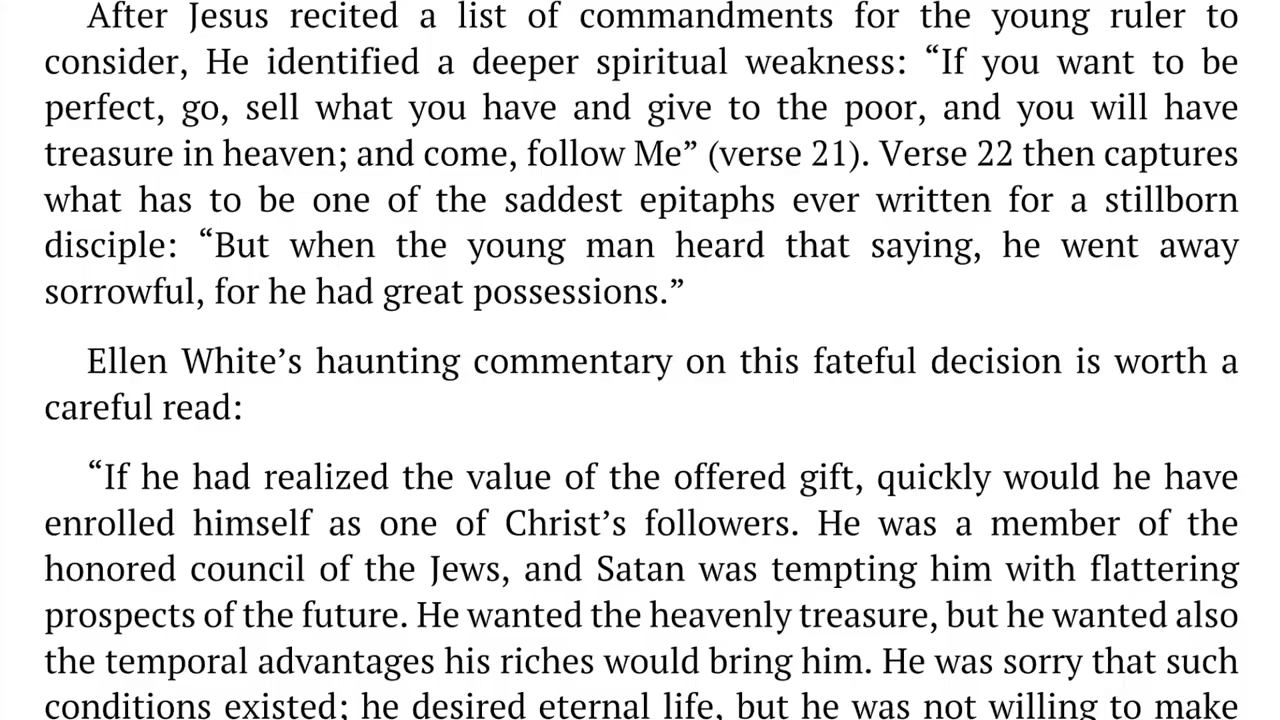 After Jesus recited a list of commandments for the young ruler to
consider, He identified a deeper spiritual weakness: “If you want to be
perfect, go, sell what you have and give to the poor, and you will have
treasure in heaven; and come, follow Me” (verse 21). Verse 22 then captures
what has to be one of the saddest epitaphs ever written for a stillborn
disciple: “But when the young man heard that saying, he went away
sorrowful, for he had great possessions.”
Ellen White’s haunting commentary on this fateful decision is worth a
careful read:
“If he had realized the value of the offered gift, quickly would he have
enrolled himself as one of Christ’s followers. He was a member of the
honored council of the Jews, and Satan was tempting him with flattering
prospects of the future. He wanted the heavenly treasure, but he wanted also
the temporal advantages his riches would bring him. He was sorry that such
conditions existed; he desired eternal life, but he was not willing to make